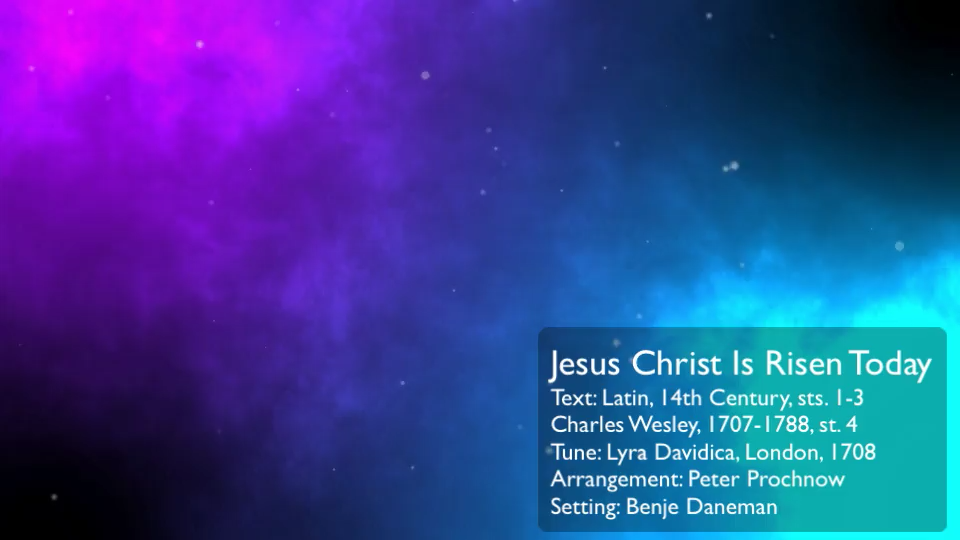 Jesus Christ Is Risen Today
Text: Latin, 14th Century, sts. 1-3
Charles Wesley, 1707-1788, st. 4
Tune: Lyra Davidica, London, 1708
Arrangement: Peter Prochnow
Setting: Benje Daneman